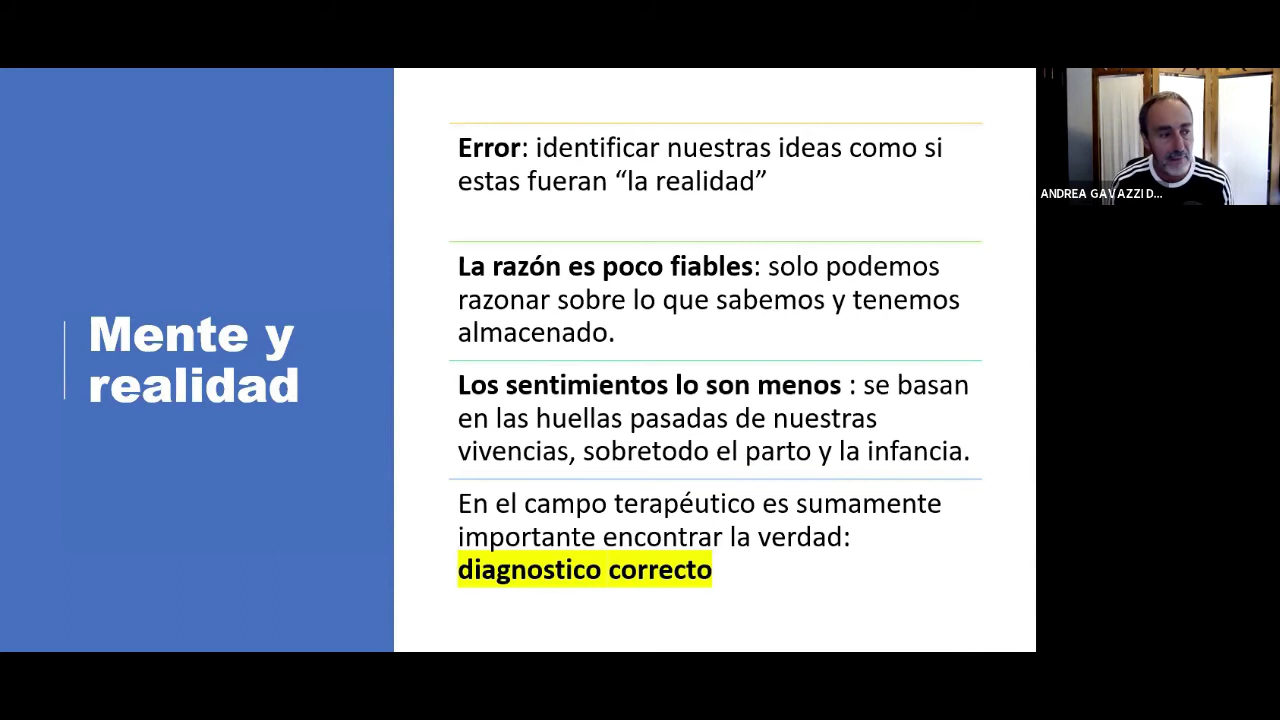 Mente y
realidad
Error: identificar nuestras ideas como si
estas fueran “la realidad”
La razón es poco fiables: solo podemos
razonar sobre lo que sabemos y tenemos
almacenado.
Los sentimientos lo son menos : se basan
en las huellas pasadas de nuestras
vivencias, sobretodo el parto y la infancia.
En el campo terapéutico es sumamente
importante encontrar la verdad:
diagnostico correcto
ANDREA GAVAZZI D...